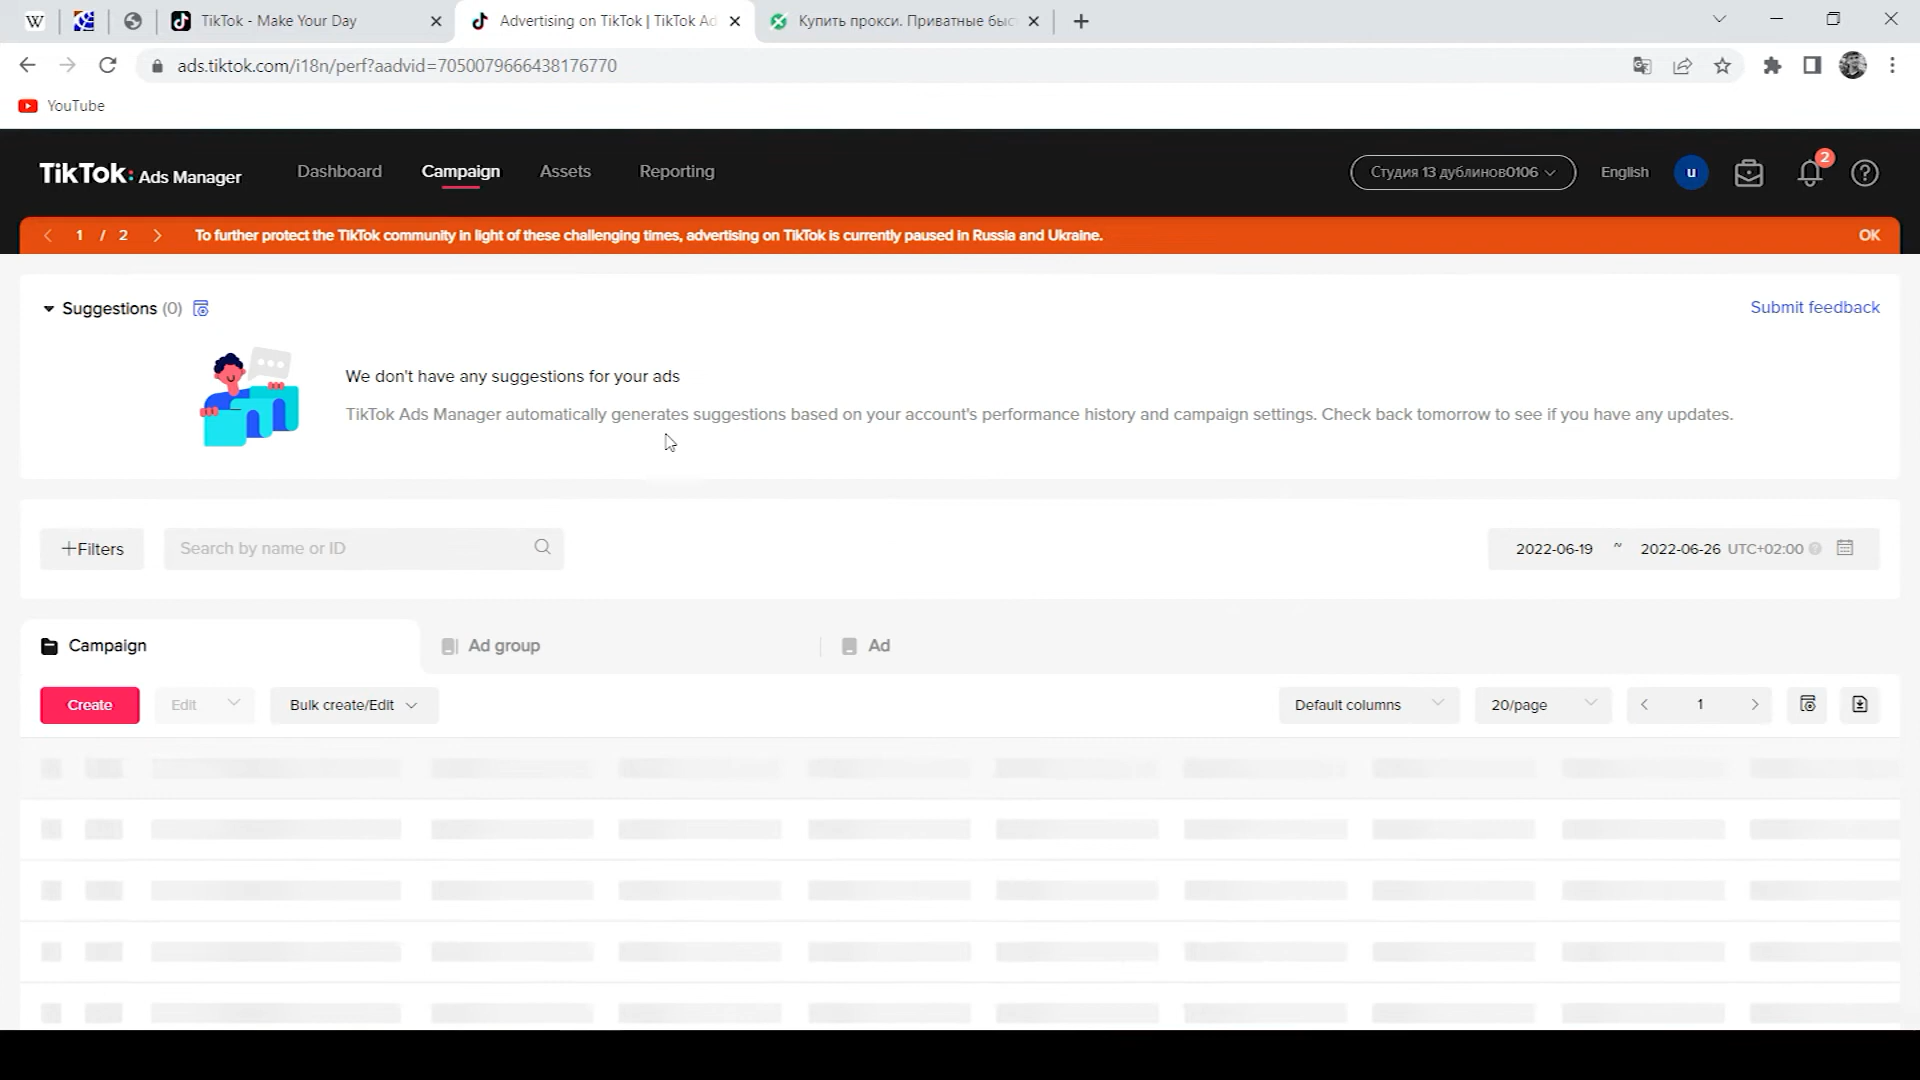 W
TikTok - Make Your Day
Advertising on TikTok | TikTok Ad
Купить прокси. Приватные быс
ads.tiktok.com/i18n/perf?aadvid=7050079666438176770
YouTube
TikTok: Ads Manager
Dashboard
Campaign
Assets
Reporting
Студия 13 дублинов0106
English
u
2
1 / 2
To further protect the TikTok community in light of these challenging times, advertising on TikTok is currently paused in Russia and Ukraine.
OK
Suggestions (0)
Submit feedback
We don't have any suggestions for your ads
TikTok Ads Manager automatically generates suggestions based on your account's performance history and campaign settings. Check back tomorrow to see if you have any updates.
+Filters
Search by name or ID
2022-06-19 ~ 2022-06-26 UTC+02:00
Campaign
Ad group
Ad
Create
Edit
Bulk create/Edit
Default columns
20/page
1